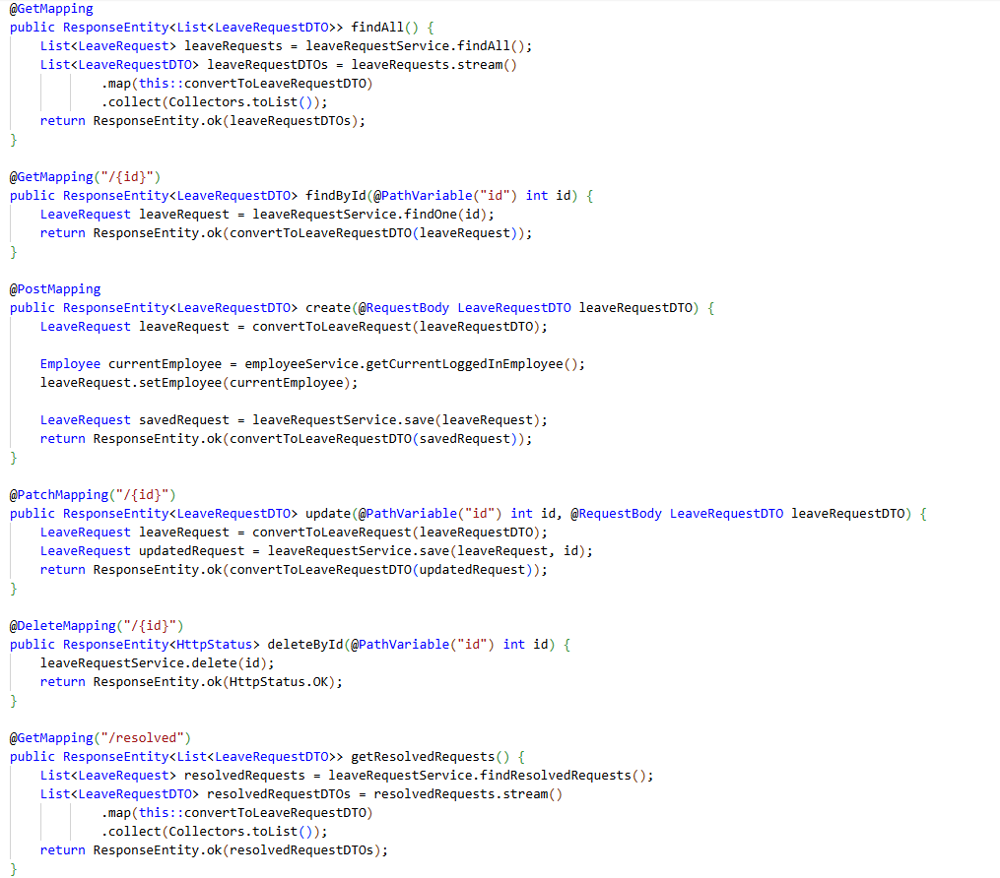 @GetMapping
public ResponseEntity<List<LeaveRequestDTO>> findAll() {
    List<LeaveRequest> leaveRequests = leaveRequestService.findAll();
    List<LeaveRequestDTO> leaveRequestDTOs = leaveRequests.stream()
            .map(this::convertToLeaveRequestDTO)
            .collect(Collectors.toList());
    return ResponseEntity.ok(leaveRequestDTOs);
}

@GetMapping("/{id}")
public ResponseEntity<LeaveRequestDTO> findById(@PathVariable("id") int id) {
    LeaveRequest leaveRequest = leaveRequestService.findOne(id);
    return ResponseEntity.ok(convertToLeaveRequestDTO(leaveRequest));
}

@PostMapping
public ResponseEntity<LeaveRequestDTO> create(@RequestBody LeaveRequestDTO leaveRequestDTO) {
    LeaveRequest leaveRequest = convertToLeaveRequest(leaveRequestDTO);

    Employee currentEmployee = employeeService.getCurrentLoggedInEmployee();
    leaveRequest.setEmployee(currentEmployee);

    LeaveRequest savedRequest = leaveRequestService.save(leaveRequest);
    return ResponseEntity.ok(convertToLeaveRequestDTO(savedRequest));
}

@PatchMapping("/{id}")
public ResponseEntity<LeaveRequestDTO> update(@PathVariable("id") int id, @RequestBody LeaveRequestDTO leaveRequestDTO) {
    LeaveRequest leaveRequest = convertToLeaveRequest(leaveRequestDTO);
    LeaveRequest updatedRequest = leaveRequestService.save(leaveRequest, id);
    return ResponseEntity.ok(convertToLeaveRequestDTO(updatedRequest));
}

@DeleteMapping("/{id}")
public ResponseEntity<HttpStatus> deleteById(@PathVariable("id") int id) {
    leaveRequestService.delete(id);
    return ResponseEntity.ok(HttpStatus.OK);
}

@GetMapping("/resolved")
public ResponseEntity<List<LeaveRequestDTO>> getResolvedRequests() {
    List<LeaveRequest> resolvedRequests = leaveRequestService.findResolvedRequests();
    List<LeaveRequestDTO> resolvedRequestDTOs = resolvedRequests.stream()
            .map(this::convertToLeaveRequestDTO)
            .collect(Collectors.toList());
    return ResponseEntity.ok(resolvedRequestDTOs);
}